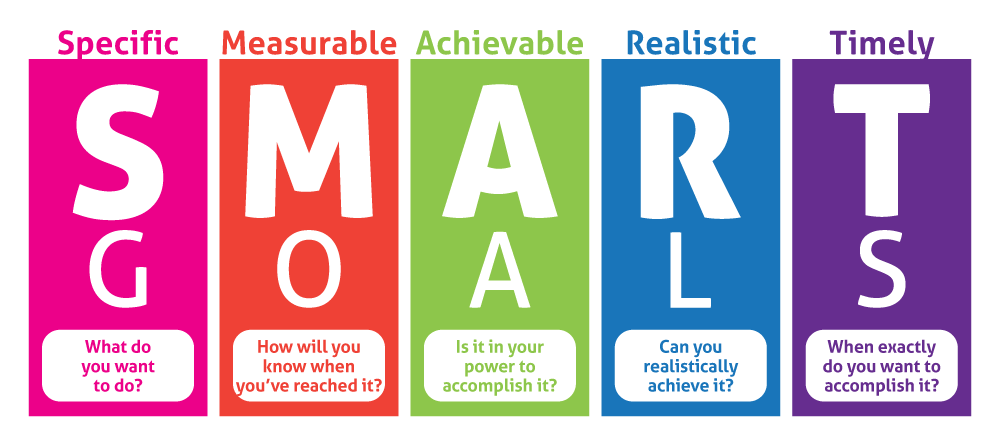 Specific Measurable Achievable Realistic Timely
S M A R T
G O A L S
What do
you want
to do?
How will you
know when
you've reached it?
Is it in your
power to
accomplish it?
Can you
realistically
achieve it?
When exactly
do you want to
accomplish it?